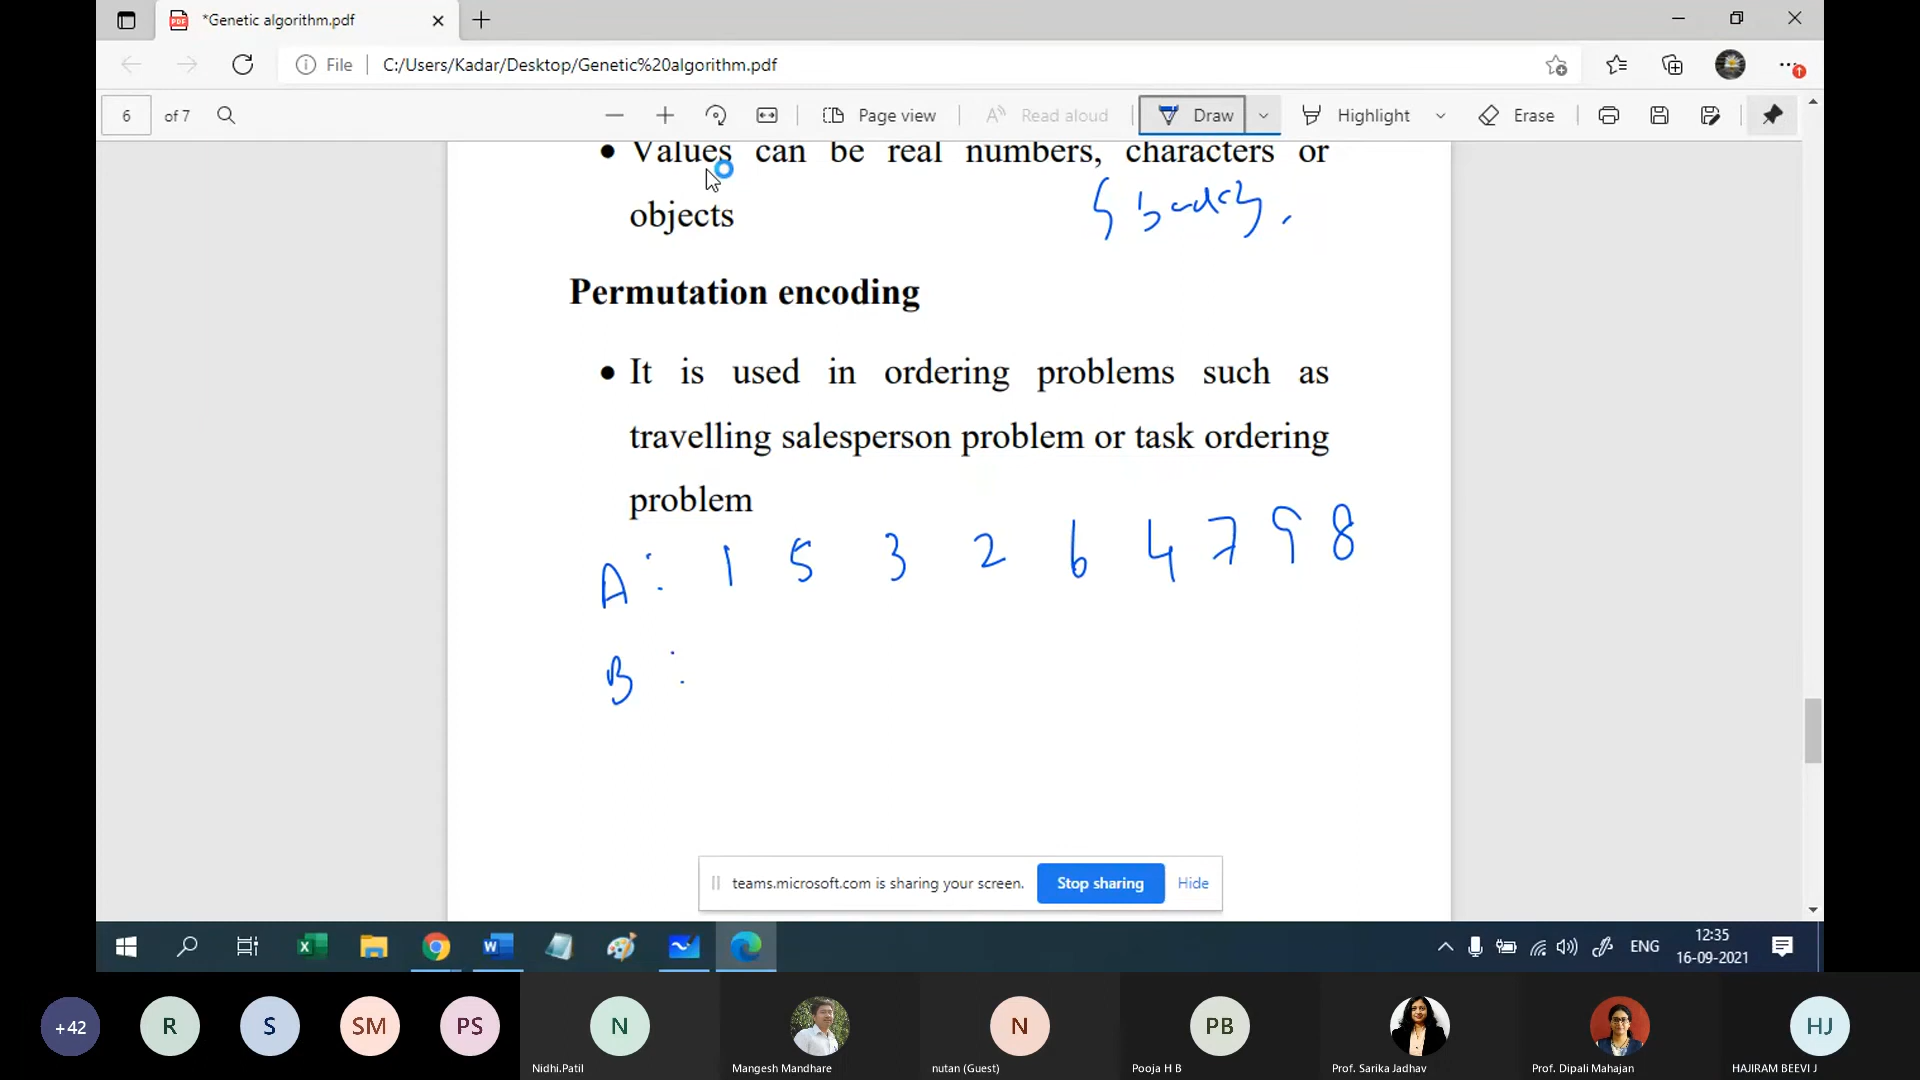 *Genetic algorithm.pdf
File C:/Users/Kadar/Desktop/Genetic%20algorithm.pdf
6 of 7 Page view Read aloud Draw Highlight Erase
• Values can be real numbers, characters or
objects
Permutation encoding
• It is used in ordering problems such as
travelling salesperson problem or task ordering
problem
A : 1 5 3 2 6 4 7 9 8
B :
teams.microsoft.com is sharing your screen. Stop sharing Hide
ENG 12:35
16-09-2021
+42 R S SM PS N N PB HJ
Nidhi.Patil Mangesh Mandhare nutan (Guest) Pooja H B Prof. Sarika Jadhav Prof. Dipali Mahajan HAJIRAM BEEVI J